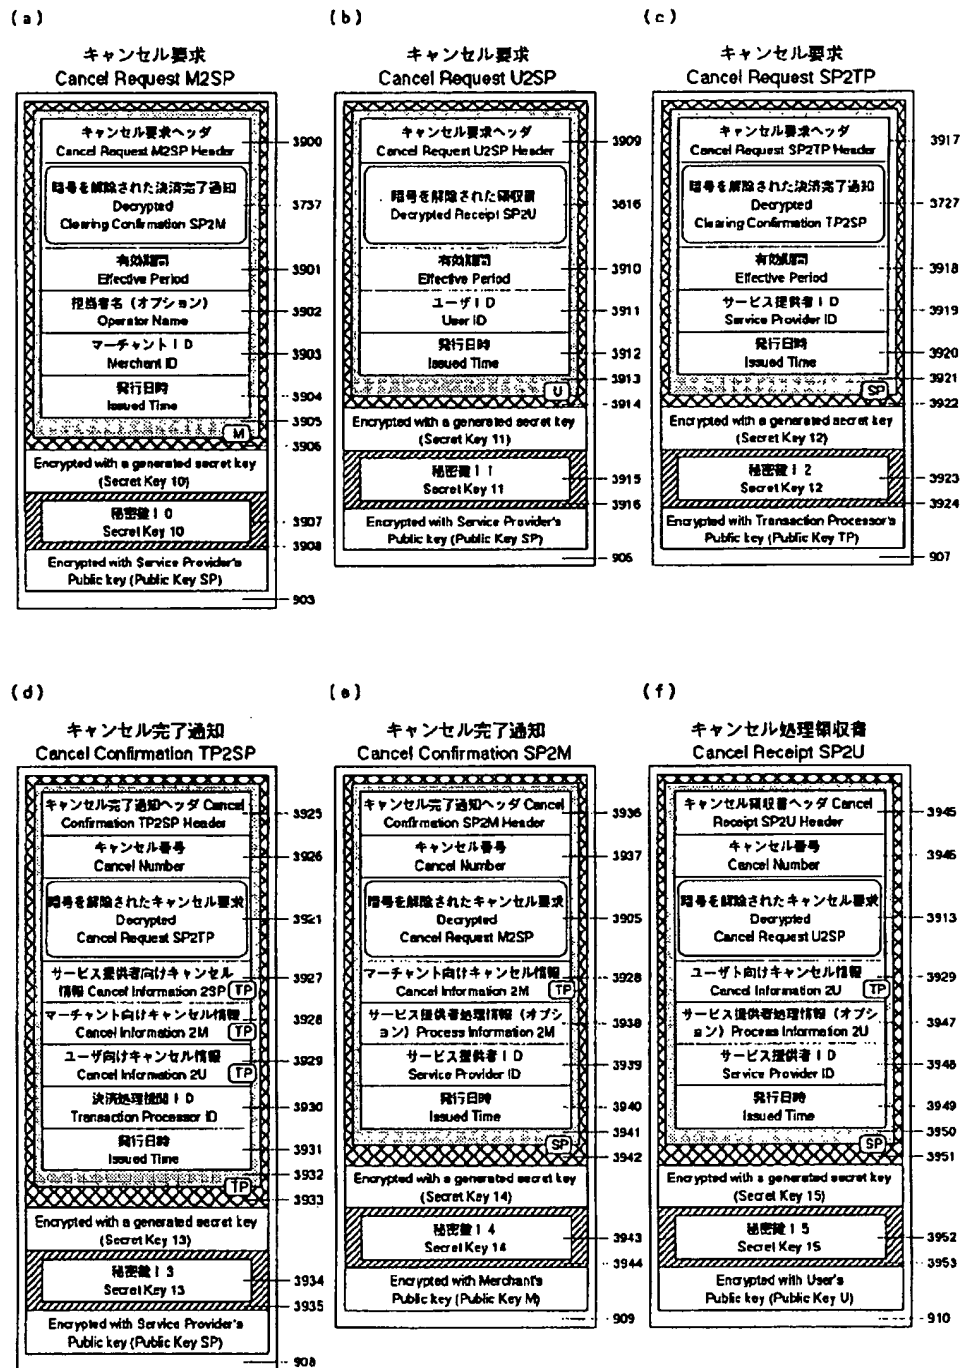 (a)
キャンセル要求
Cancel Request M2SP
キャンセル要求ヘッダ
Cancel Request M2SP Header
3900
暗号を解除された決済完了通知
Decrypted
Clearing Confirmation SP2M
3737
有効期間
Effective Period
3901
担当者名(オプション)
Operator Name
3902
マーチャントID
Merchant ID
3903
発行日時
Issued Time
3904
3905
M
3906
Encrypted with a generated secret key
(Secret Key 10)
秘密鍵10
Secret Key 10
3907
3908
Encrypted with Service Provider's
Public key (Public Key SP)
903
(b)
キャンセル要求
Cancel Request U2SP
キャンセル要求ヘッダ
Cancel Request U2SP Header
3909
暗号を解除された領収書
Decrypted Receipt SP2U
3816
有効期間
Effective Period
3910
ユーザID
User ID
3911
発行日時
Issued Time
3912
3913
U
3914
Encrypted with a generated secret key
(Secret Key 11)
秘密鍵11
Secret Key 11
3915
3916
Encrypted with Service Provider's
Public key (Public Key SP)
906
(c)
キャンセル要求
Cancel Request SP2TP
キャンセル要求ヘッダ
Cancel Request SP2TP Header
3917
暗号を解除された決済完了通知
Decrypted
Clearing Confirmation TP2SP
3727
有効期間
Effective Period
3918
サービス提供者ID
Service Provider ID
3919
発行日時
Issued Time
3920
3921
SP
3922
Encrypted with a generated secret key
(Secret Key 12)
秘密鍵12
Secret Key 12
3923
3924
Encrypted with Transaction Processor's
Public key (Public Key TP)
907
(d)
キャンセル完了通知
Cancel Confirmation TP2SP
キャンセル完了通知ヘッダ Cancel
Confirmation TP2SP Header
3925
キャンセル番号
Cancel Number
3926
暗号を解除されたキャンセル要求
Decrypted
Cancel Request SP2TP
3921
サービス提供者向けキャンセル
情報 Cancel Information 2SP TP
3927
マーチャント向けキャンセル情報
Cancel Information 2M TP
3928
ユーザ向けキャンセル情報
Cancel Information 2U TP
3929
決済処理機関ID
Transaction Processor ID
3930
発行日時
Issued Time
3931
3932
TP
3933
Encrypted with a generated secret key
(Secret Key 13)
秘密鍵13
Secret Key 13
3934
3935
Encrypted with Service Provider's
Public key (Public Key SP)
908
(e)
キャンセル完了通知
Cancel Confirmation SP2M
キャンセル完了通知ヘッダ Cancel
Confirmation SP2M Header
3936
キャンセル番号
Cancel Number
3937
暗号を解除されたキャンセル要求
Decrypted
Cancel Request M2SP
3905
マーチャント向けキャンセル情報
Cancel Information 2M TP
3928
サービス提供者処理情報(オプシ
ョン) Process Information 2M
3938
サービス提供者ID
Service Provider ID
3939
発行日時
Issued Time
3940
3941
SP
3942
Encrypted with a generated secret key
(Secret Key 14)
秘密鍵14
Secret Key 14
3943
3944
Encrypted with Merchant's
Public key (Public Key M)
909
(f)
キャンセル処理領収書
Cancel Receipt SP2U
キャンセル領収書ヘッダ Cancel
Receipt SP2U Header
3945
キャンセル番号
Cancel Number
3946
暗号を解除されたキャンセル要求
Decrypted
Cancel Request U2SP
3913
ユーザト向けキャンセル情報
Cancel Information 2U TP
3929
サービス提供者処理情報(オプシ
ョン) Process Information 2U
3947
サービス提供者ID
Service Provider ID
3948
発行日時
Issued Time
3949
3950
SP
3951
Encrypted with a generated secret key
(Secret Key 15)
秘密鍵15
Secret Key 15
3952
3953
Encrypted with User's
Public key (Public Key U)
910